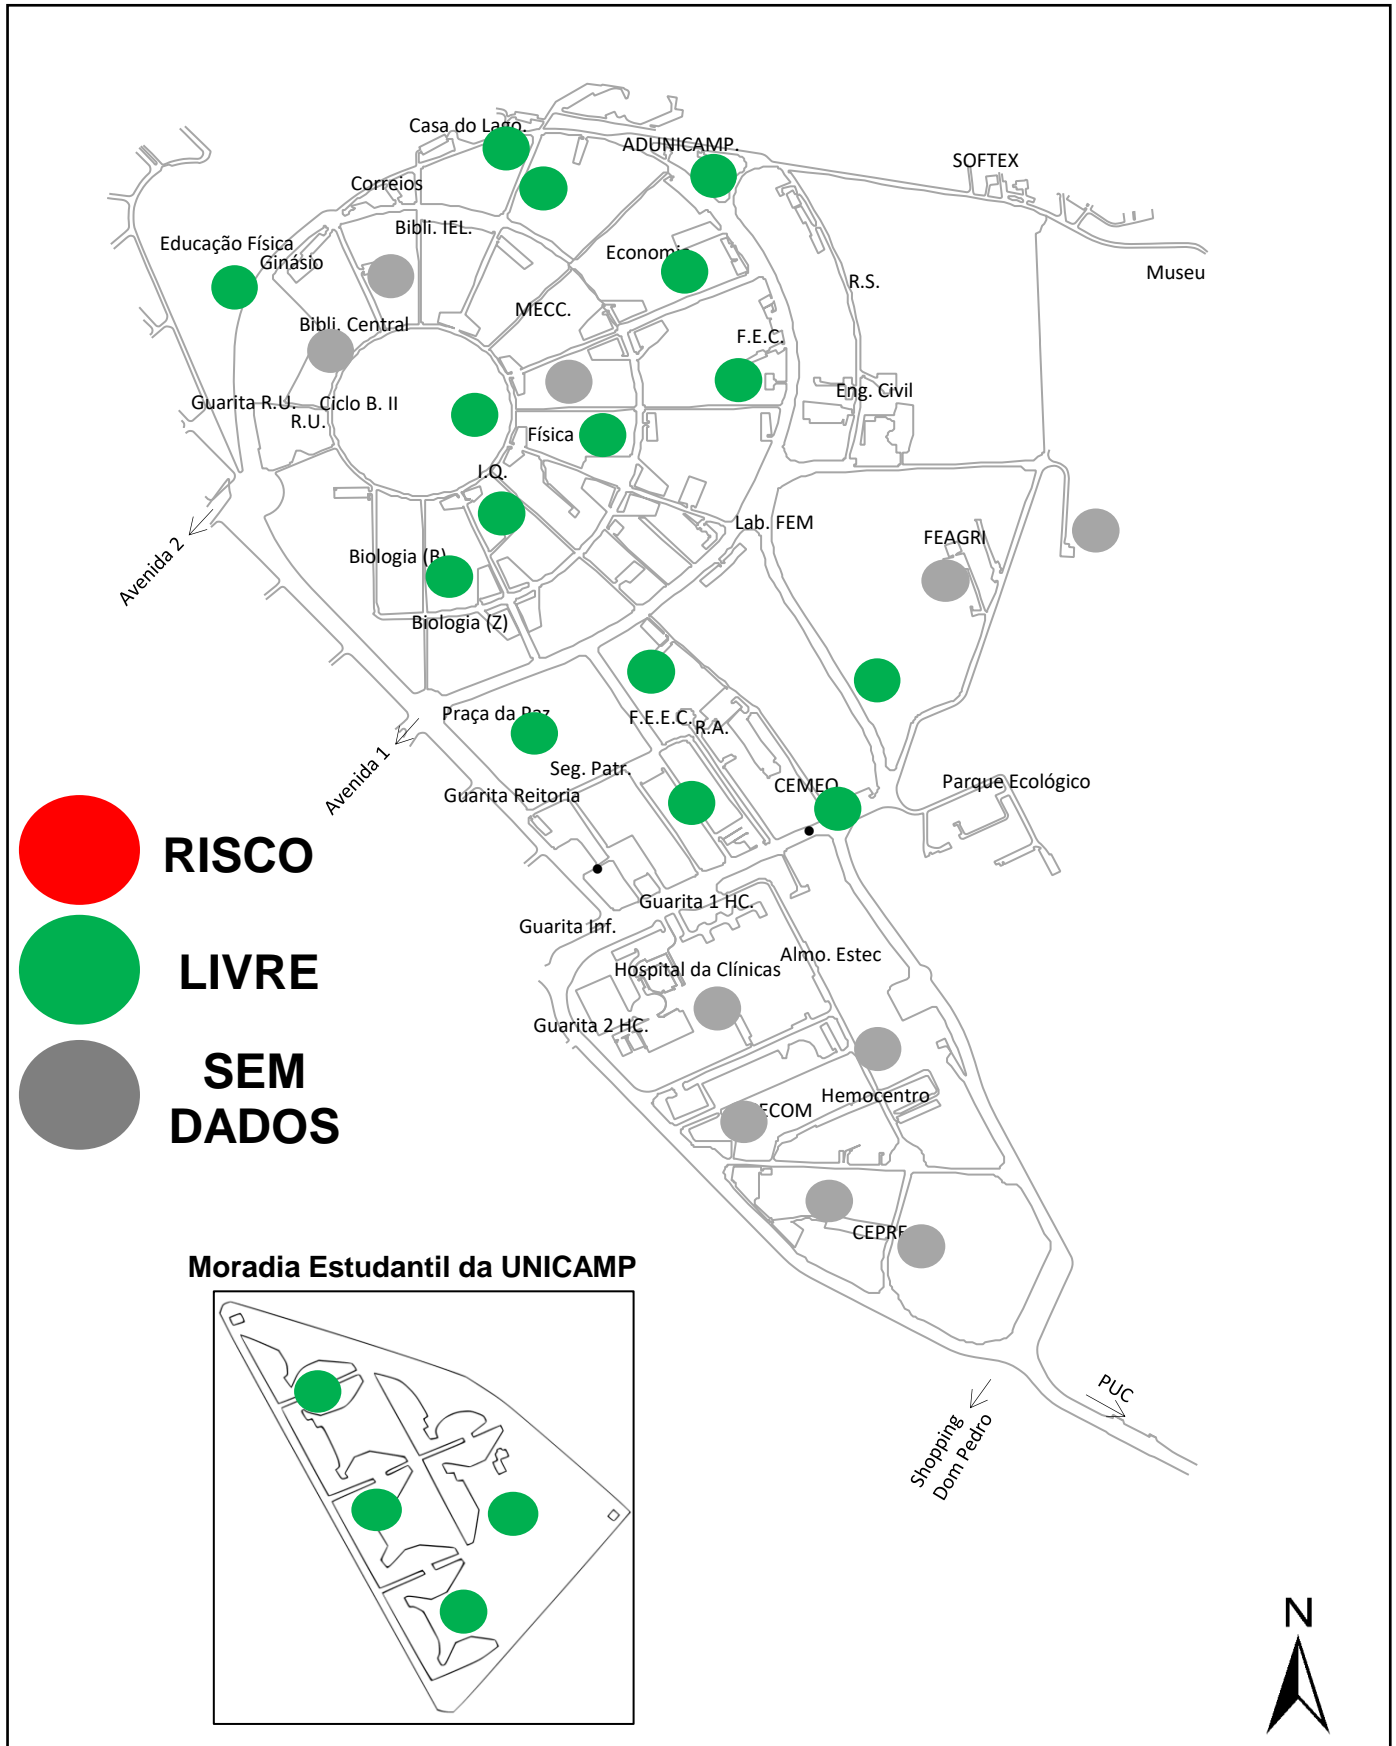 Casa do Lago.
ADUNICAMP.
SOFTEX
Correios
Bibli. IEL.
Educação Física
Ginásio
Economia
Museu
R.S.
MECC.
Bibli. Central
F.E.C.
Guarita R.U.
Ciclo B. II
R.U.
Eng. Civil
Física
I.Q.
Lab. FEM
FEAGRI
Avenida 2
Biologia (B)
Biologia (Z)
Praça da Paz
F.E.E.C.
R.A.
Avenida 1
Seg. Patr.
Guarita Reitoria
CEMEQ
Parque Ecológico
RISCO
Guarita 1 HC.
Guarita Inf.
Almo. Estec
LIVRE
Hospital da Clínicas
Guarita 2 HC.
SEM
DADOS
Hemocentro
ECOM
CEPRE
Moradia Estudantil da UNICAMP
PUC
Shopping
Dom Pedro
N